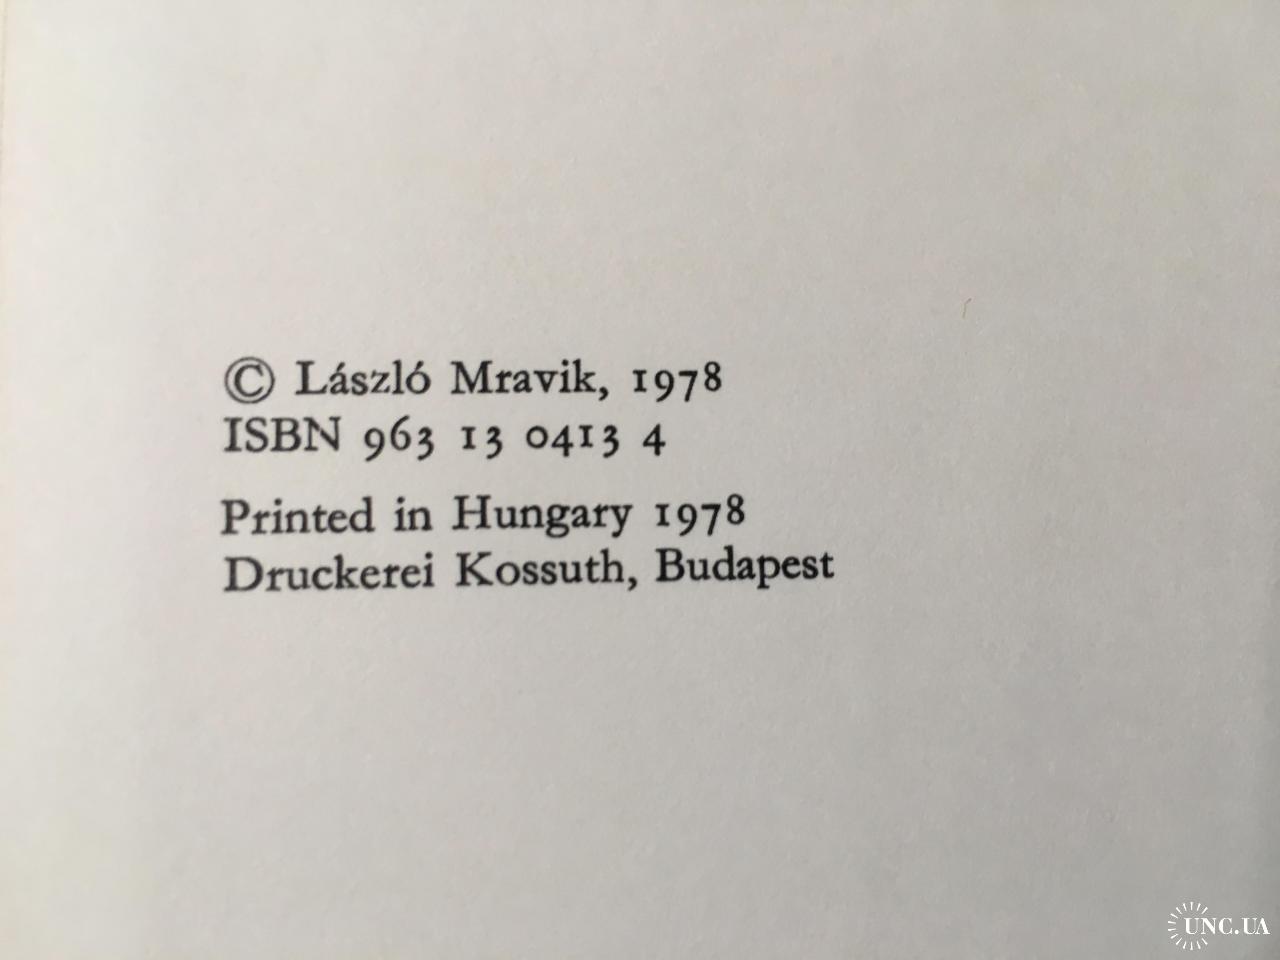 © László Mravik, 1978
ISBN 963 13 0413 4
Printed in Hungary 1978
Druckerei Kossuth, Budapest
UNC.UA